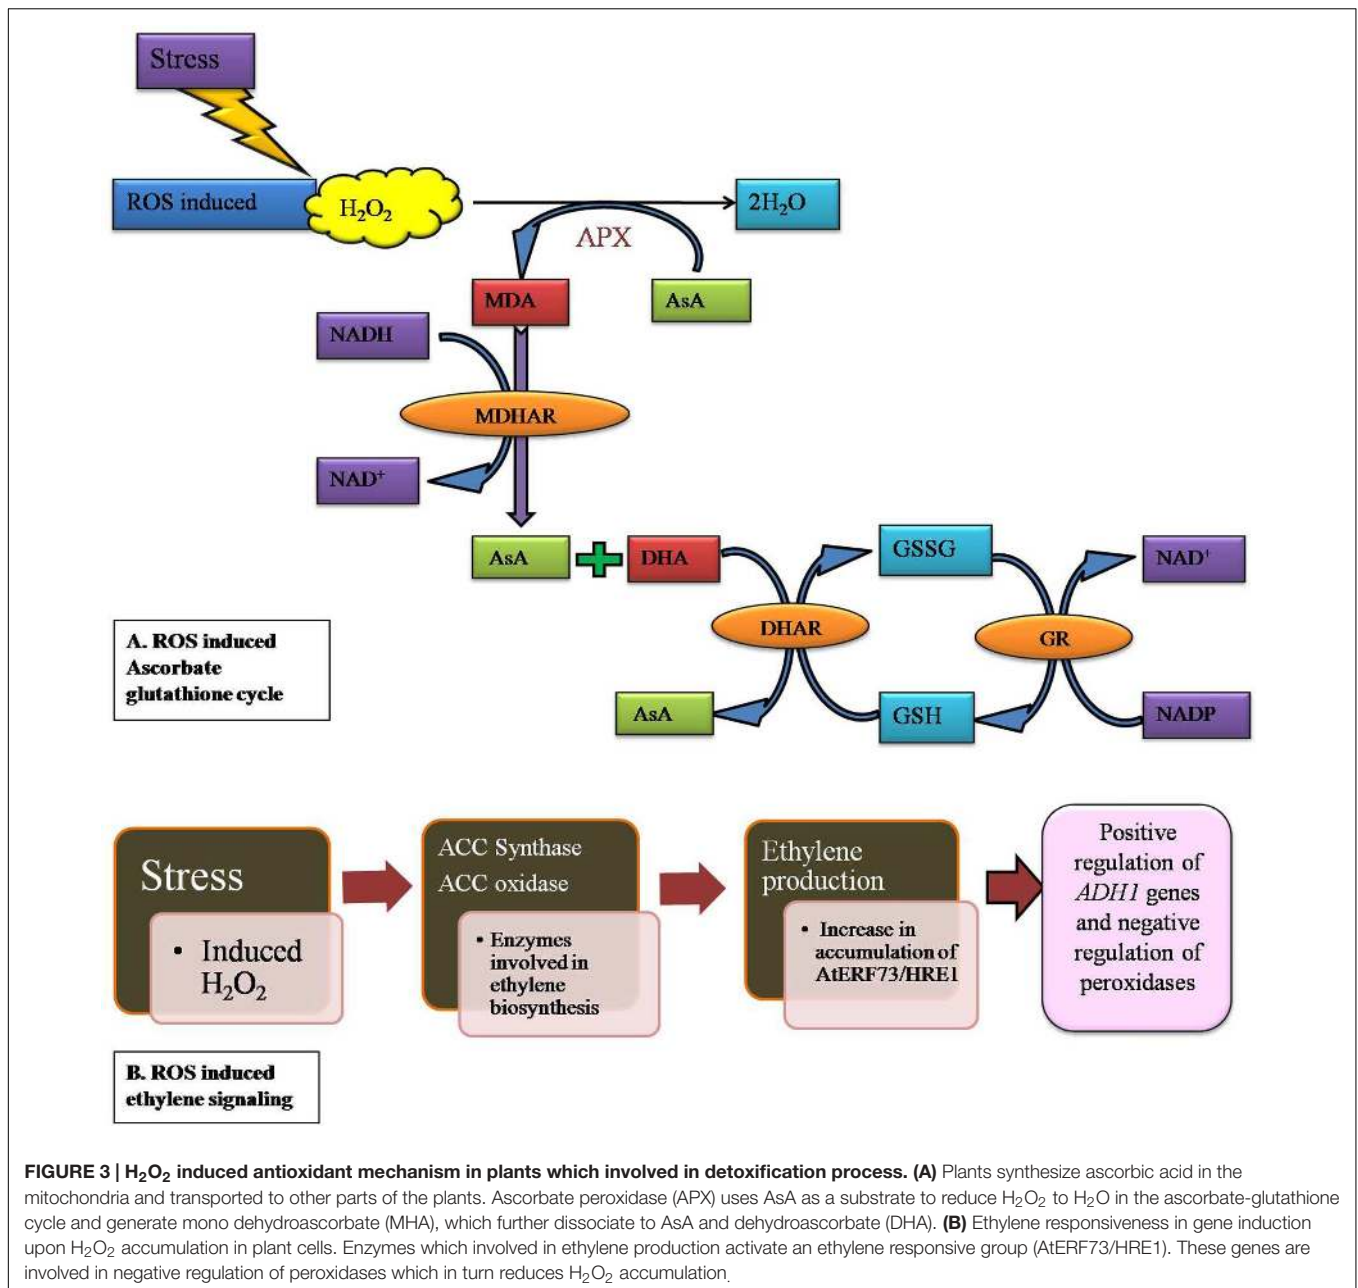 Stress
ROS induced
H₂O₂
2H₂O
APX
MDA
AsA
NADH
MDHAR
NAD⁺
AsA
DHA
GSSG
NAD⁺
DHAR
GR
AsA
GSH
NADP
A. ROS induced
Ascorbate
glutathione cycle
Stress
• Induced
H₂O₂
ACC Synthase
ACC oxidase
• Enzymes
involved in
ethylene
biosynthesis
Ethylene
production
• Increase in
accumulation of
AtERF73/HRE1
Positive
regulation of
ADH1 genes
and negative
regulation of
peroxidases
B. ROS induced
ethylene signaling
FIGURE 3 | H₂O₂ induced antioxidant mechanism in plants which involved in detoxification process. (A) Plants synthesize ascorbic acid in the
mitochondria and transported to other parts of the plants. Ascorbate peroxidase (APX) uses AsA as a substrate to reduce H₂O₂ to H₂O in the ascorbate-glutathione
cycle and generate mono dehydroascorbate (MHA), which further dissociate to AsA and dehydroascorbate (DHA). (B) Ethylene responsiveness in gene induction
upon H₂O₂ accumulation in plant cells. Enzymes which involved in ethylene production activate an ethylene responsive group (AtERF73/HRE1). These genes are
involved in negative regulation of peroxidases which in turn reduces H₂O₂ accumulation.